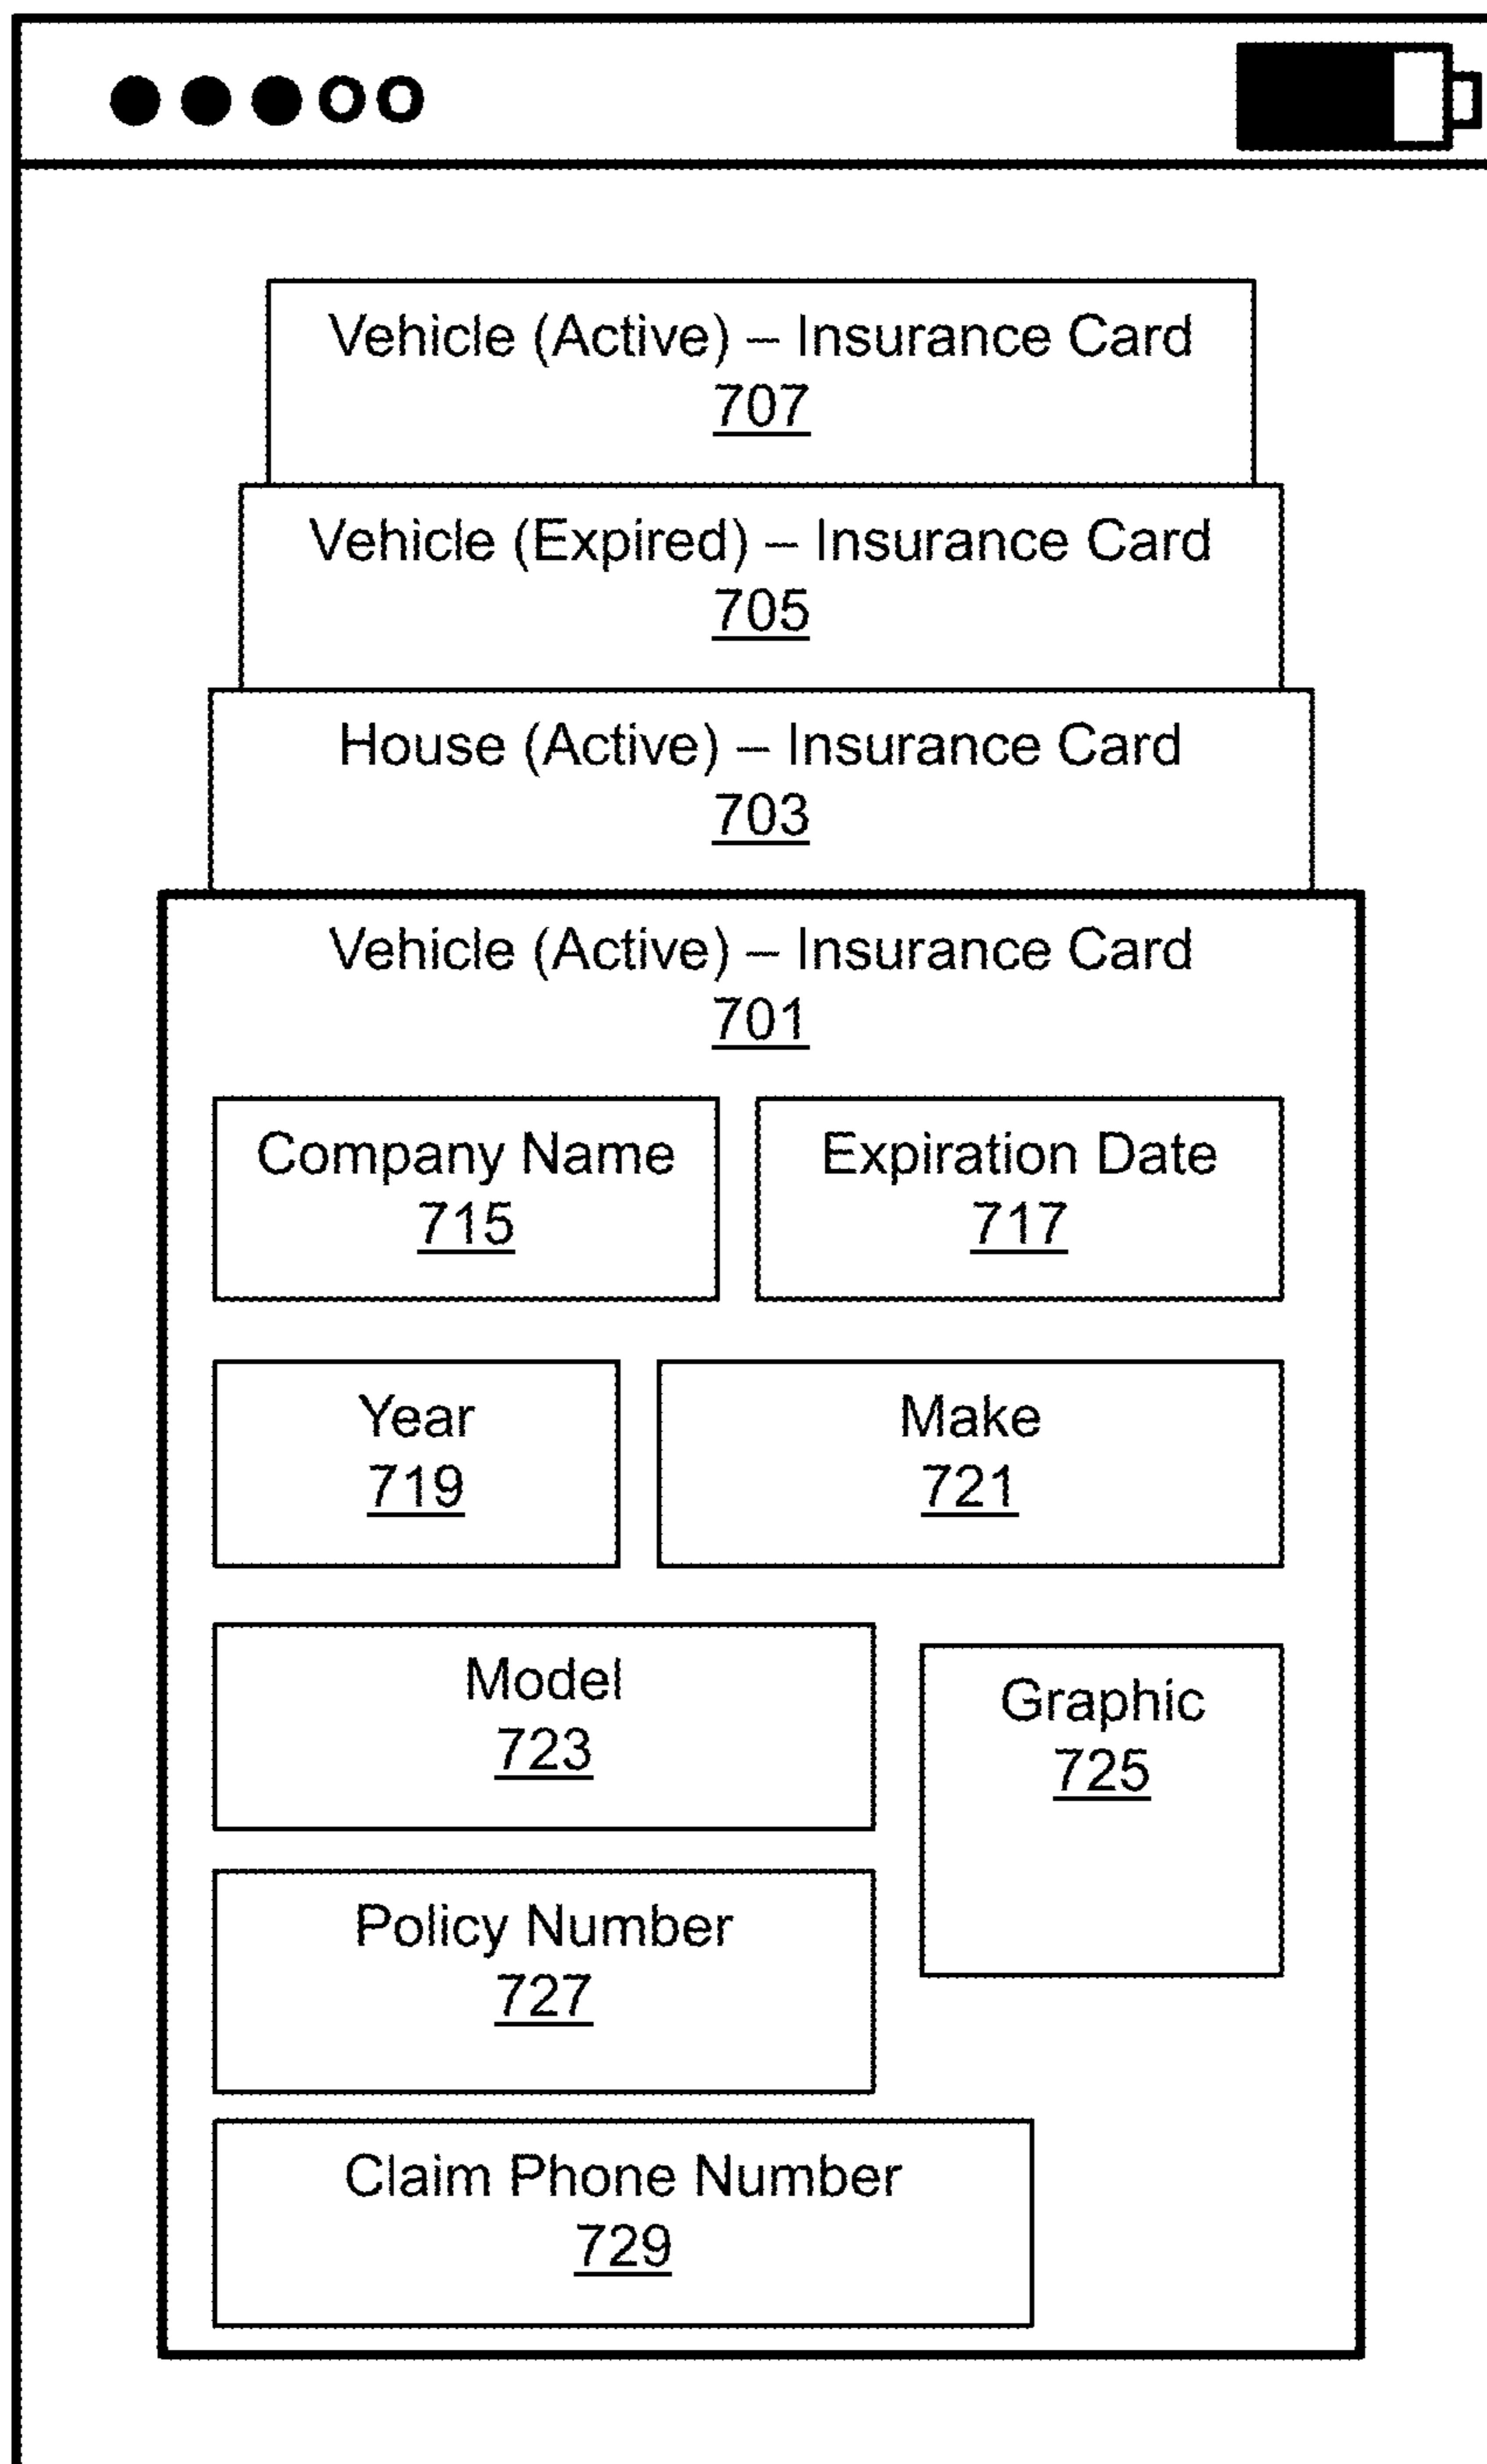 Vehicle (Active) – Insurance Card
707
Vehicle (Expired) – Insurance Card
705
House (Active) – Insurance Card
703
Vehicle (Active) – Insurance Card
701
Company Name
715
Expiration Date
717
Year
719
Make
721
Model
723
Graphic
725
Policy Number
727
Claim Phone Number
729